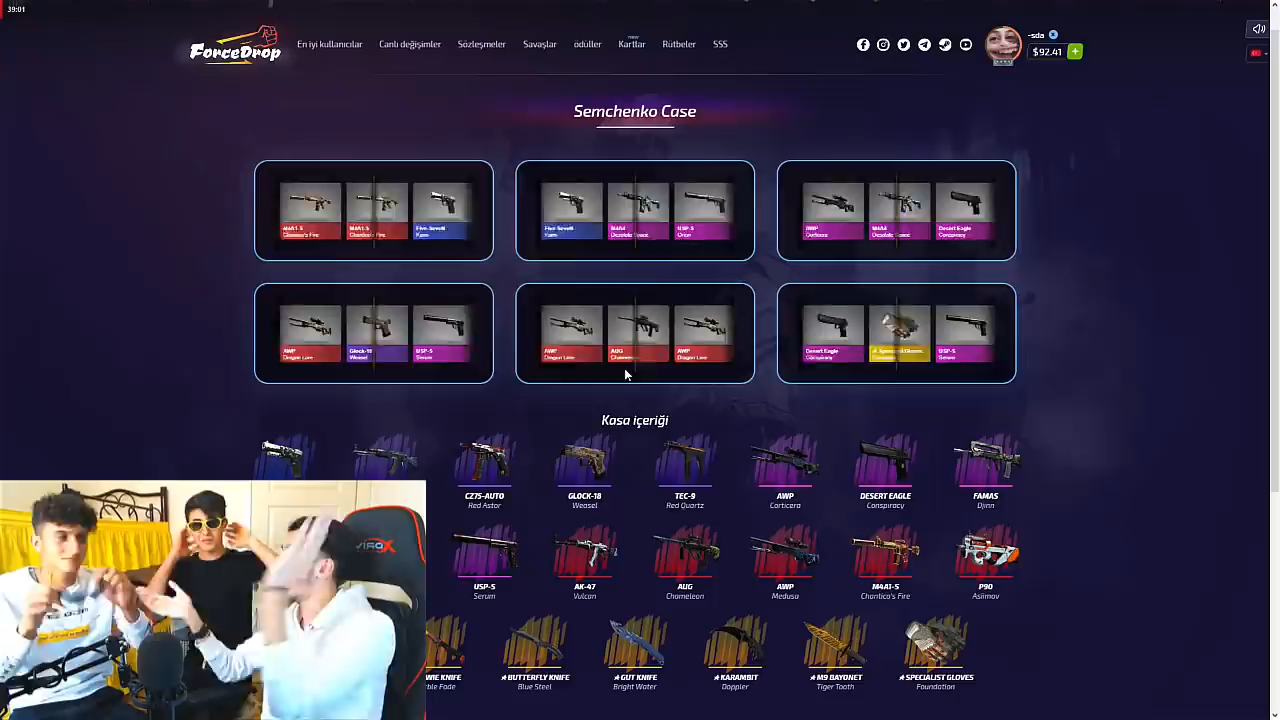 39:01
ForceDrop
En iyi kullanıcılar
Canlı değişimler
Sözleşmeler
Savaşlar
ödüller
new
Kartlar
Rütbeler
SSS
-sda
$92.41
+
Semchenko Case
M4A1-S
Chantico's Fire
M4A1-S
Chantico's Fire
Five-SeveN
Kami
Five-SeveN
Kami
M4A4
Desolate Space
USP-S
Orion
AWP
Corticera
M4A4
Desolate Space
Desert Eagle
Conspiracy
AWP
Dragon Lore
Glock-18
Weasel
USP-S
Serum
AWP
Dragon Lore
AUG
Chameleon
AWP
Dragon Lore
Desert Eagle
Conspiracy
USP-S
Serum
Kasa içeriği
CZ75-AUTO
Red Astor
GLOCK-18
Weasel
TEC-9
Red Quartz
AWP
Corticera
DESERT EAGLE
Conspiracy
FAMAS
Djinn
USP-S
Serum
AK-47
Vulcan
AUG
Chameleon
AWP
Medusa
M4A1-S
Chantico's Fire
P90
Asiimov
WIE KNIFE
ble Fade
★ BUTTERFLY KNIFE
Blue Steel
★ GUT KNIFE
Bright Water
★ KARAMBIT
Doppler
★ M9 BAYONET
Tiger Tooth
★ SPECIALIST GLOVES
Foundation